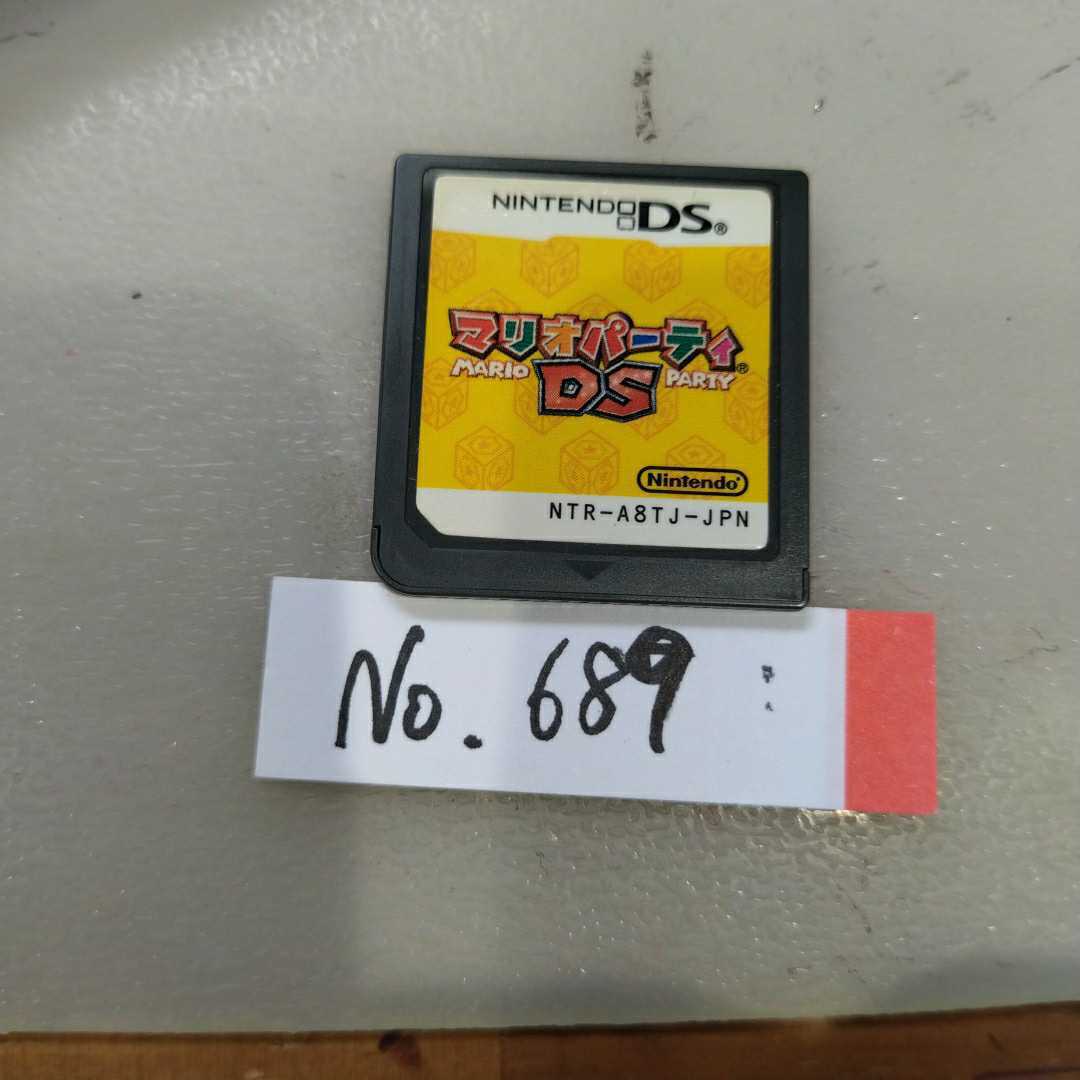 NINTENDO DS®
マリオパーティ®
MARIO DS PARTY
Nintendo®
NTR-A8TJ-JPN
No. 689